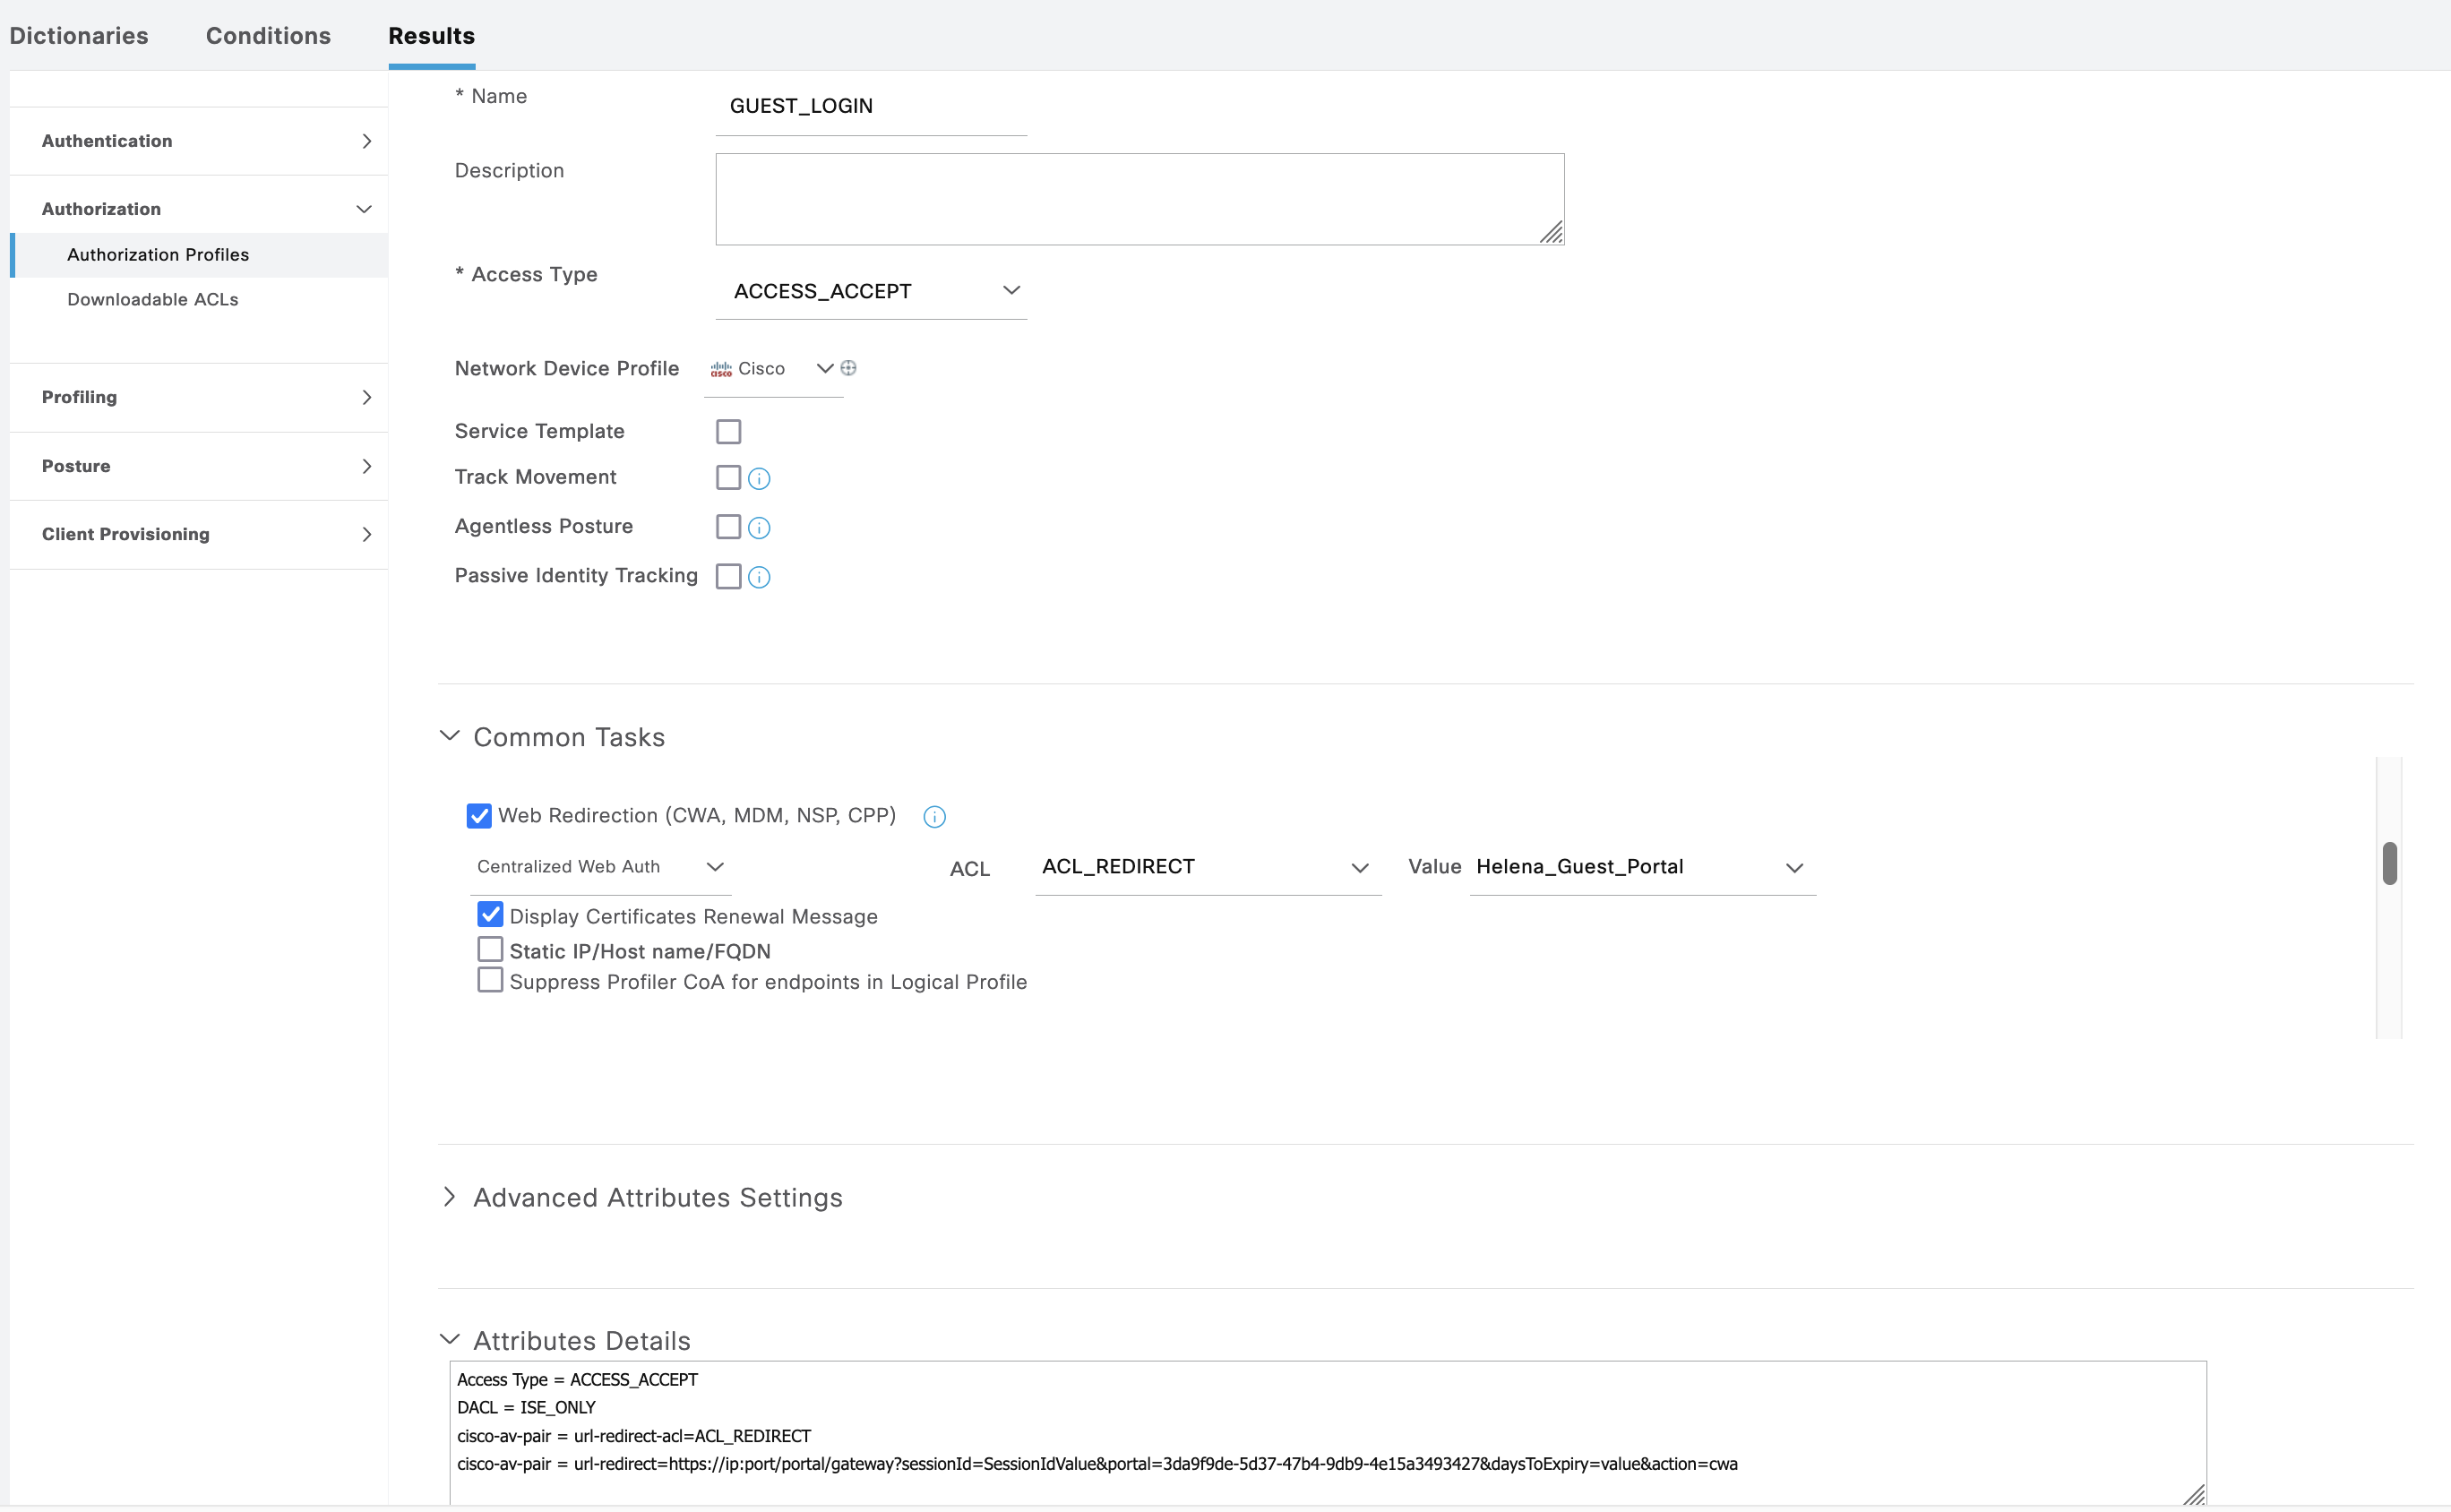 Dictionaries Conditions Results
Authentication
Authorization
Authorization Profiles
Downloadable ACLs
Profiling
Posture
Client Provisioning
* Name GUEST_LOGIN
Description
* Access Type ACCESS_ACCEPT
Network Device Profile cisco Cisco
Service Template
Track Movement
Agentless Posture
Passive Identity Tracking
Common Tasks
Web Redirection (CWA, MDM, NSP, CPP)
Centralized Web Auth ACL ACL_REDIRECT Value Helena_Guest_Portal
Display Certificates Renewal Message
Static IP/Host name/FQDN
Suppress Profiler CoA for endpoints in Logical Profile
Advanced Attributes Settings
Attributes Details
Access Type = ACCESS_ACCEPT
DACL = ISE_ONLY
cisco-av-pair = url-redirect-acl=ACL_REDIRECT
cisco-av-pair = url-redirect=https://ip:port/portal/gateway?sessionId=SessionIdValue&portal=3da9f9de-5d37-47b4-9db9-4e15a3493427&daysToExpiry=value&action=cwa